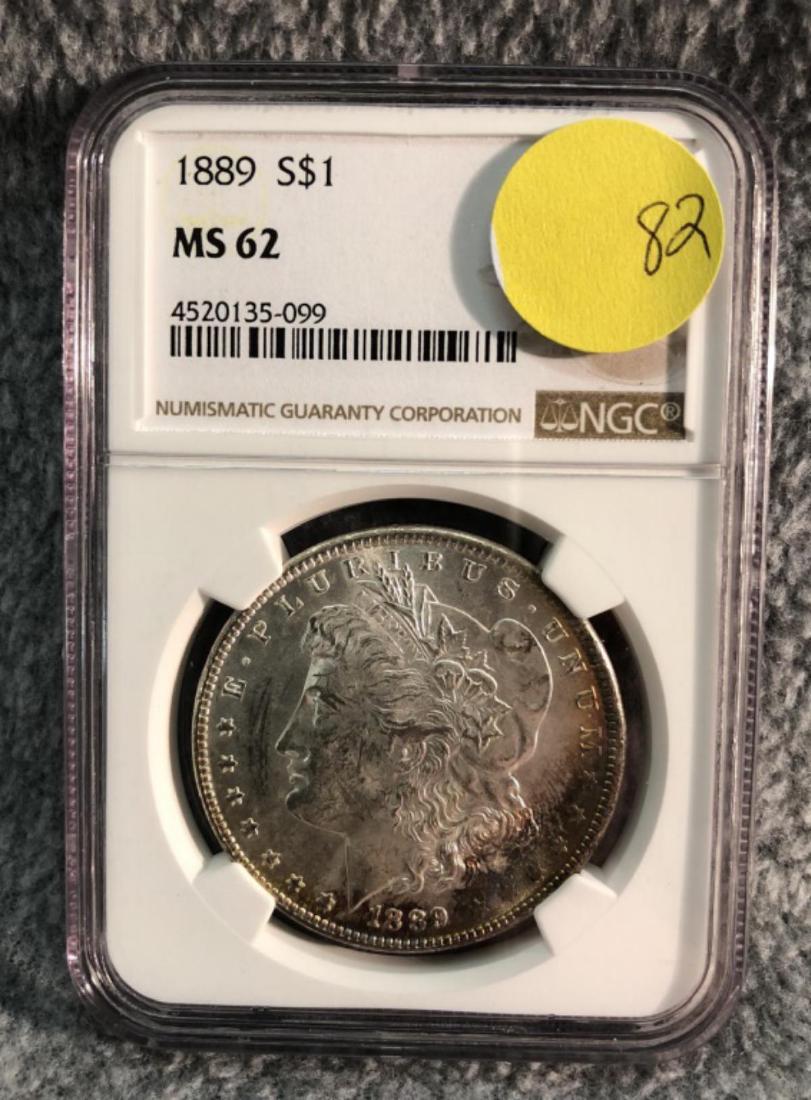 1889 S$1
MS 62
82
4520135-099
NUMISMATIC GUARANTY CORPORATION NGC®
E · PLURIBUS · UNUM
1889